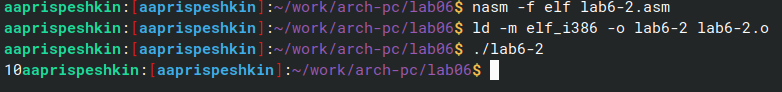 aaprispeshkin:[aaprispeshkin]:~/work/arch-pc/lab06$ nasm -f elf lab6-2.asm
aaprispeshkin:[aaprispeshkin]:~/work/arch-pc/lab06$ ld -m elf_i386 -o lab6-2 lab6-2.o
aaprispeshkin:[aaprispeshkin]:~/work/arch-pc/lab06$ ./lab6-2
10aaprispeshkin:[aaprispeshkin]:~/work/arch-pc/lab06$